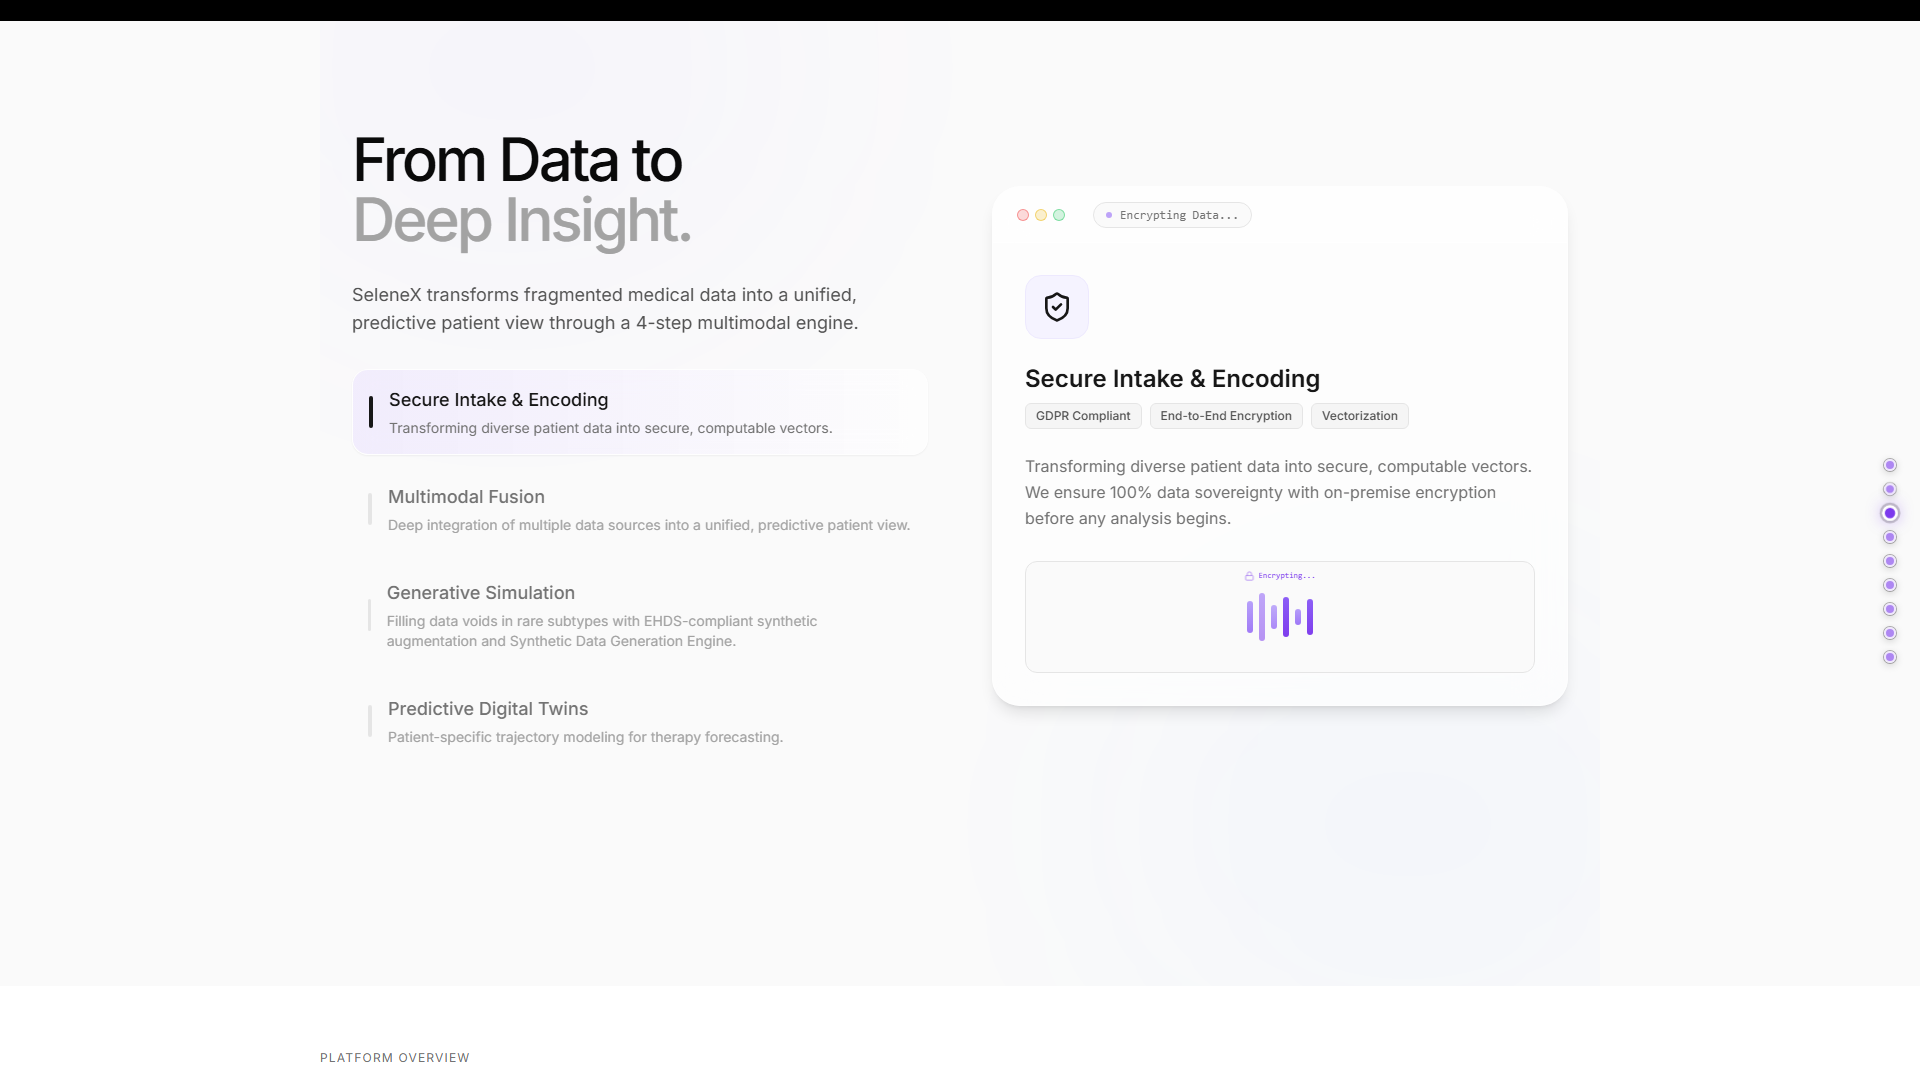 From Data to
Deep Insight.
SeleneX transforms fragmented medical data into a unified,
predictive patient view through a 4-step multimodal engine.
Secure Intake & Encoding
Transforming diverse patient data into secure, computable vectors.
Multimodal Fusion
Deep integration of multiple data sources into a unified, predictive patient view.
Generative Simulation
Filling data voids in rare subtypes with EHDS-compliant synthetic
augmentation and Synthetic Data Generation Engine.
Predictive Digital Twins
Patient-specific trajectory modeling for therapy forecasting.
Encrypting Data...
Secure Intake & Encoding
GDPR Compliant
End-to-End Encryption
Vectorization
Transforming diverse patient data into secure, computable vectors.
We ensure 100% data sovereignty with on-premise encryption
before any analysis begins.
Encrypting...
PLATFORM OVERVIEW